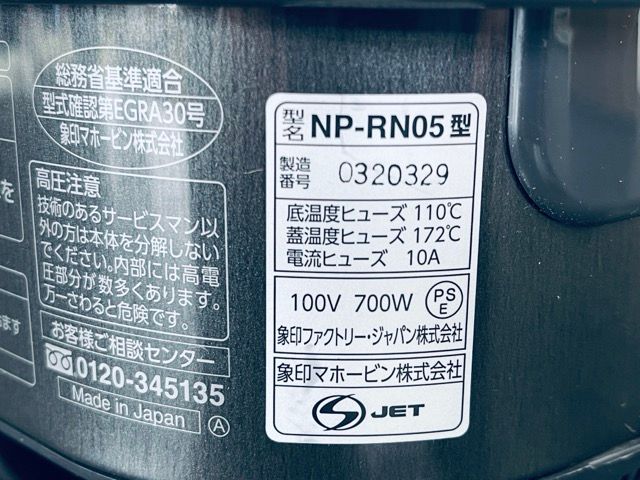 総務省基準適合
型式確認第EGRA30号
象印マホービン株式会社
高圧注意
技術のあるサービスマン以
外の方は本体を分解しない
でください。内部には高電
圧部分が数多くあります。
万一さわると危険です。
お客様ご相談センター
0120-345135
Made in Japan
A
を
ます
型名 NP-RN05型
製造番号 0320329
底温度ヒューズ 110℃
蓋温度ヒューズ 172℃
電流ヒューズ 10A
100V 700W PSE
象印ファクトリー・ジャパン株式会社
象印マホービン株式会社
S JET